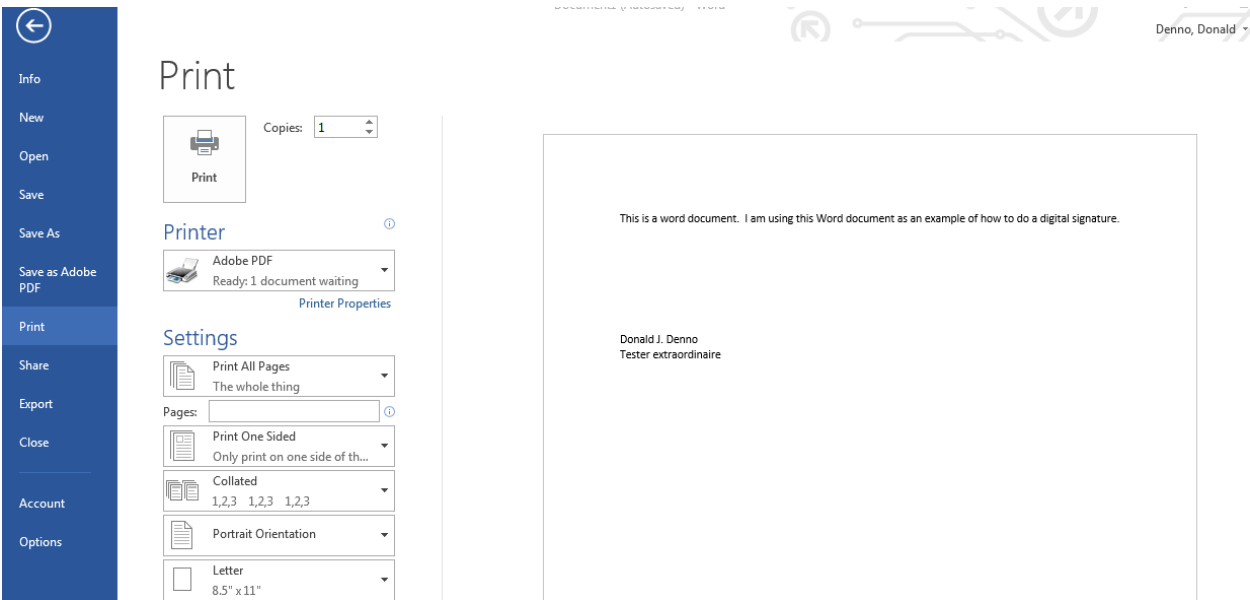 Denno, Donald
Info
New
Open
Save
Save As
Save as Adobe
PDF
Print
Share
Export
Close
Account
Options
Print
Print
Copies: 1
Printer
Adobe PDF
Ready: 1 document waiting
Printer Properties
Settings
Print All Pages
The whole thing
Pages:
Print One Sided
Only print on one side of th...
Collated
1,2,3 1,2,3 1,2,3
Portrait Orientation
Letter
8.5" x 11"
This is a word document. I am using this Word document as an example of how to do a digital signature.
Donald J. Denno
Tester extraordinaire